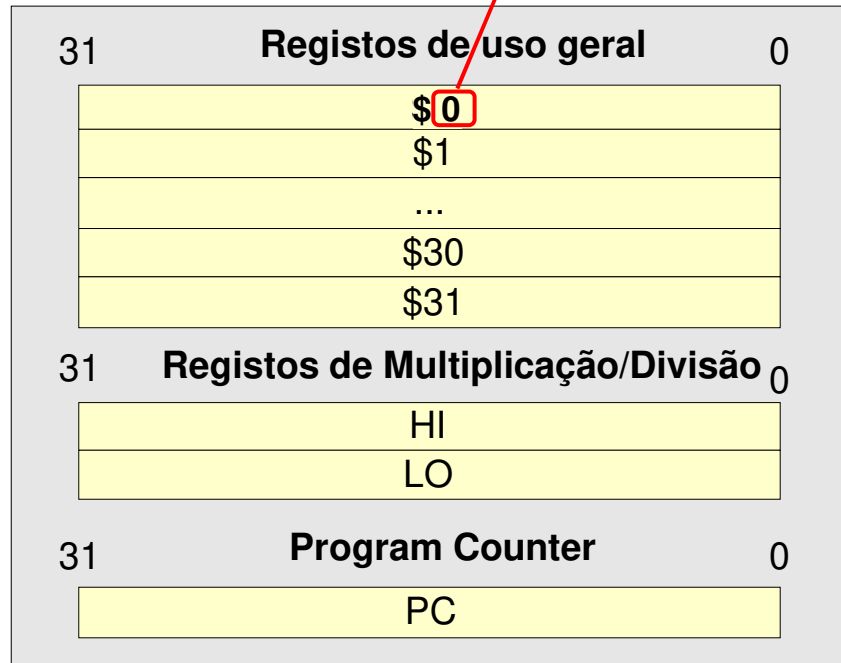 31 Registos de uso geral 0
$ 0
$1
...
$30
$31
31 Registos de Multiplicação/Divisão 0
HI
LO
31 Program Counter 0
PC